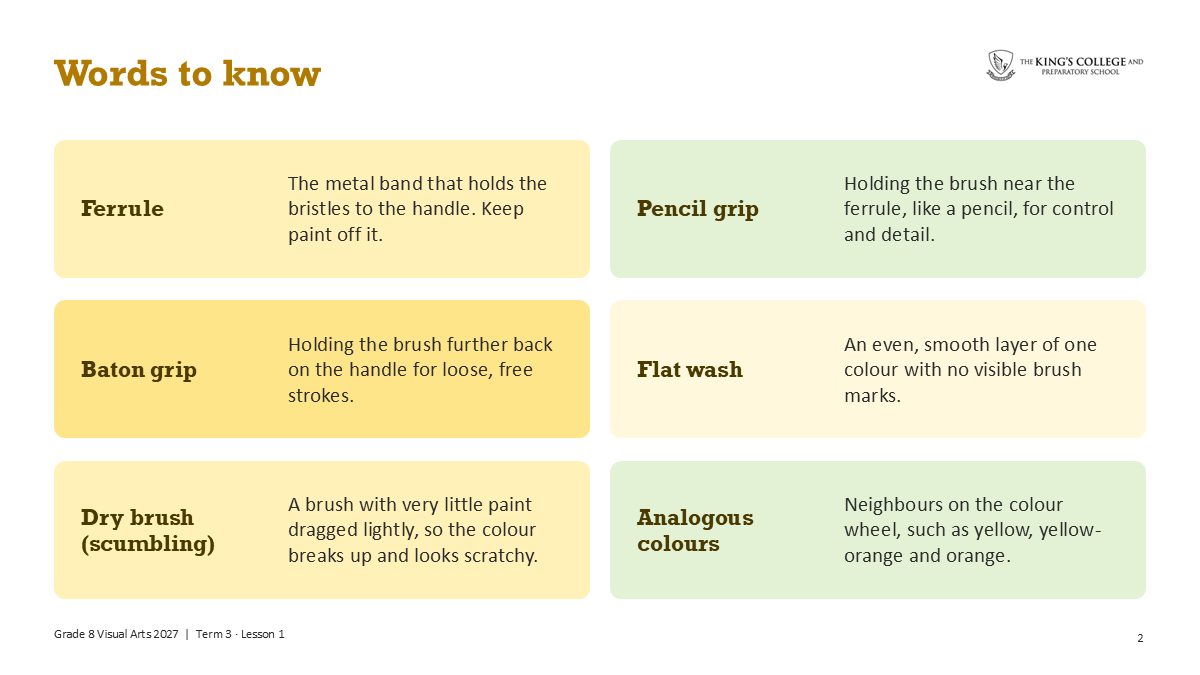 Words to know
THE KING'S COLLEGE AND
PREPARATORY SCHOOL
Ferrule
The metal band that holds the
bristles to the handle. Keep
paint off it.
Pencil grip
Holding the brush near the
ferrule, like a pencil, for control
and detail.
Baton grip
Holding the brush further back
on the handle for loose, free
strokes.
Flat wash
An even, smooth layer of one
colour with no visible brush
marks.
Dry brush
(scumbling)
A brush with very little paint
dragged lightly, so the colour
breaks up and looks scratchy.
Analogous
colours
Neighbours on the colour
wheel, such as yellow, yellow-
orange and orange.
Grade 8 Visual Arts 2027 | Term 3 · Lesson 1
2